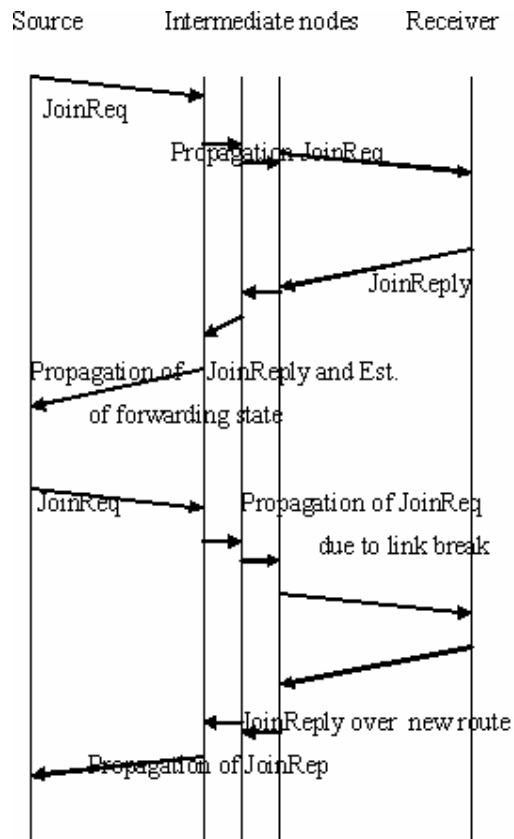 Source Intermediate nodes Receiver
JoinReq
Propagation JoinReq
JoinReply
Propagation of JoinReply and Est.
of forwarding state
JoinReq Propagation of JoinReq
due to link break
JoinReply over new route
Propagation of JoinRep